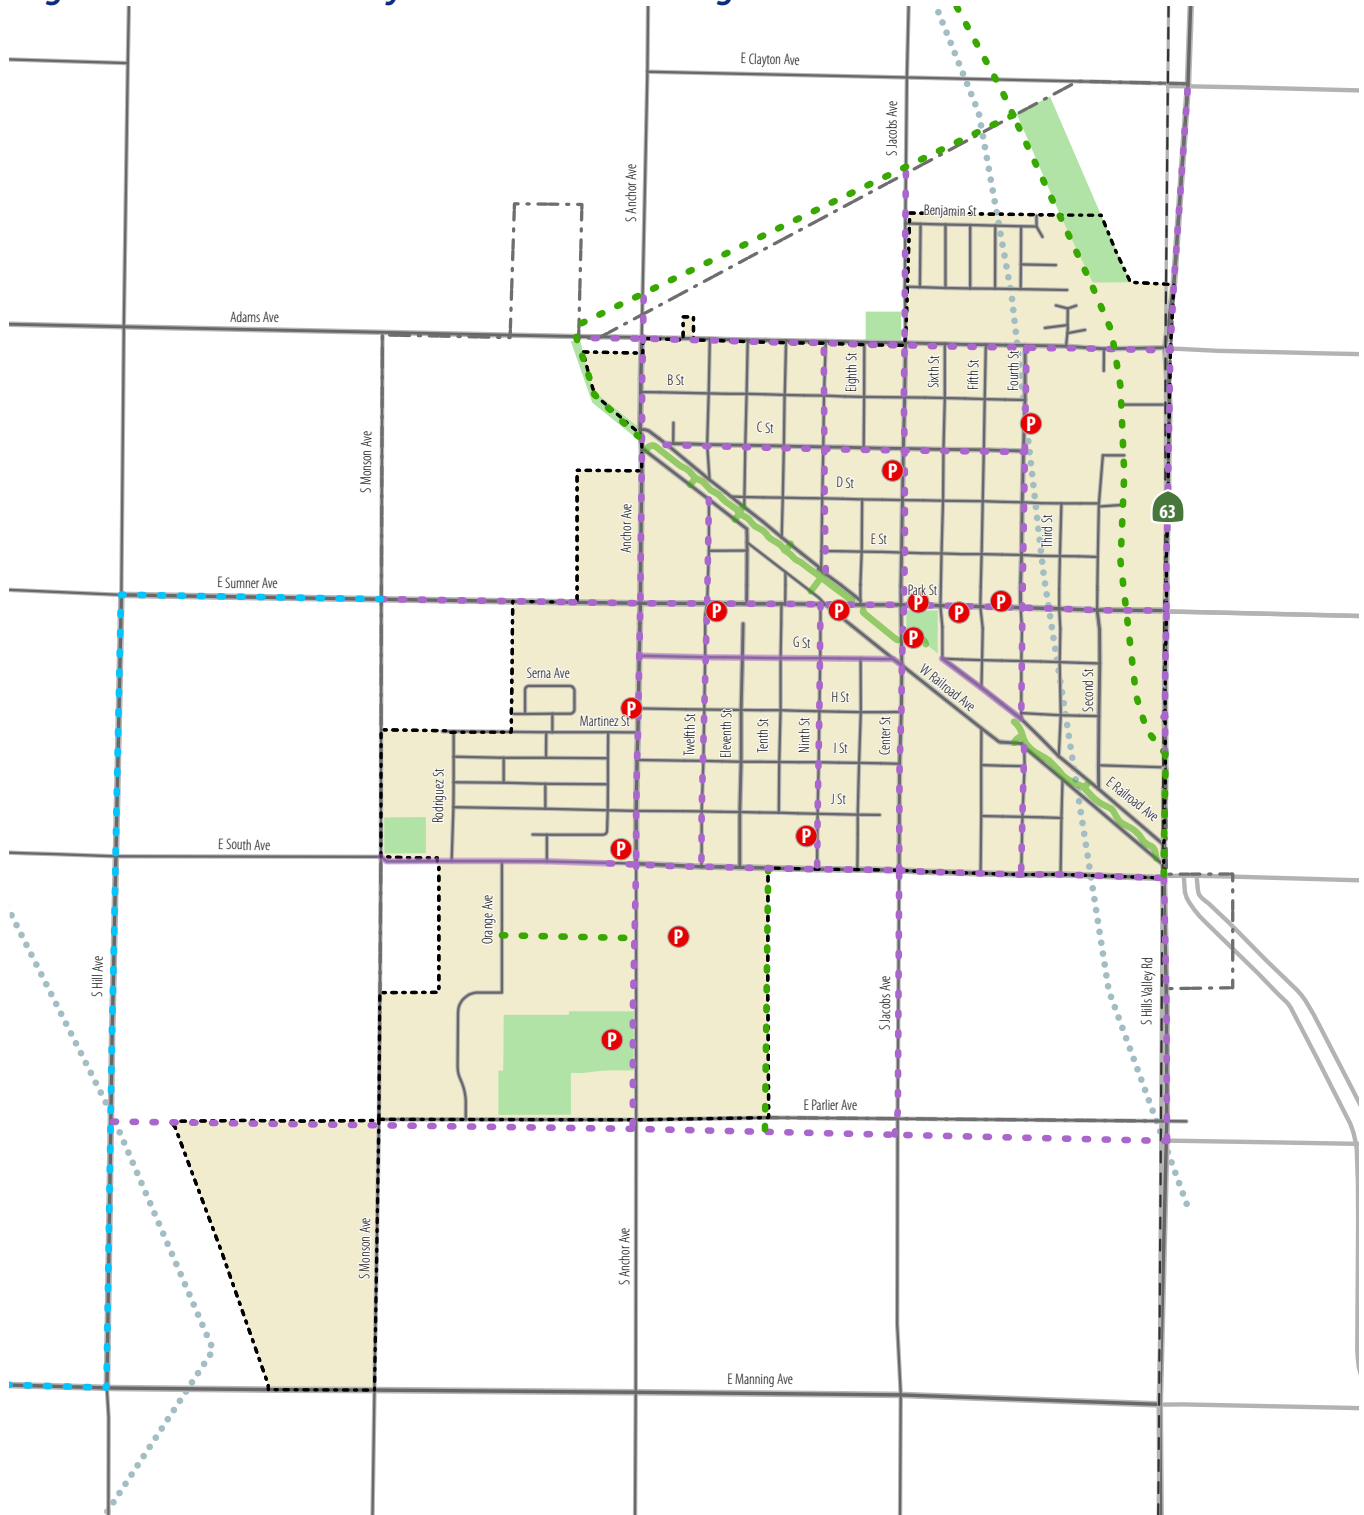 E Clayton Ave
S Jacobs Ave
S Anchor Ave
Benjamin St
Adams Ave
B St
Eighth St
Sixth St
Fifth St
Fourth St
C St
P
S Monson Ave
P
D St
63
Anchor Ave
E St
Third St
E Sumner Ave
Park St
P
P
P
P
P
P
G St
W Railroad Ave
Serna Ave
Second St
H St
P
Martinez St
Twelfth St
Eleventh St
Tenth St
Ninth St
Center St
I St
Rodriguez St
J St
E Railroad Ave
P
P
E South Ave
Orange Ave
P
S Hill Ave
S Jacobs Ave
S Hills Valley Rd
P
E Parlier Ave
S Monson Ave
S Anchor Ave
E Manning Ave